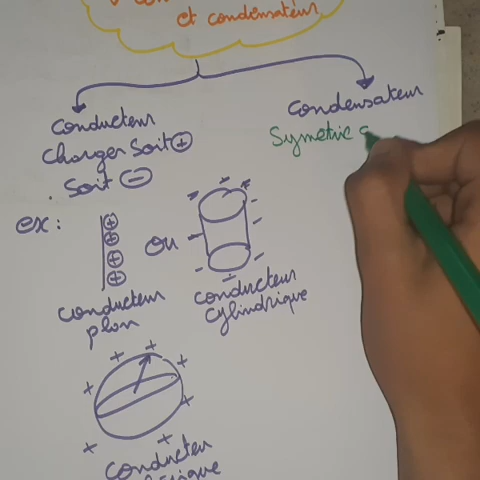 et condensateur
Conducteur
Charger Soit ⊕
Soit ⊖
ex :
⊕
⊕
⊕
⊕
ou
conducteur
plan
conducteur
cylindrique
conducteur
Condensateur
Symetric